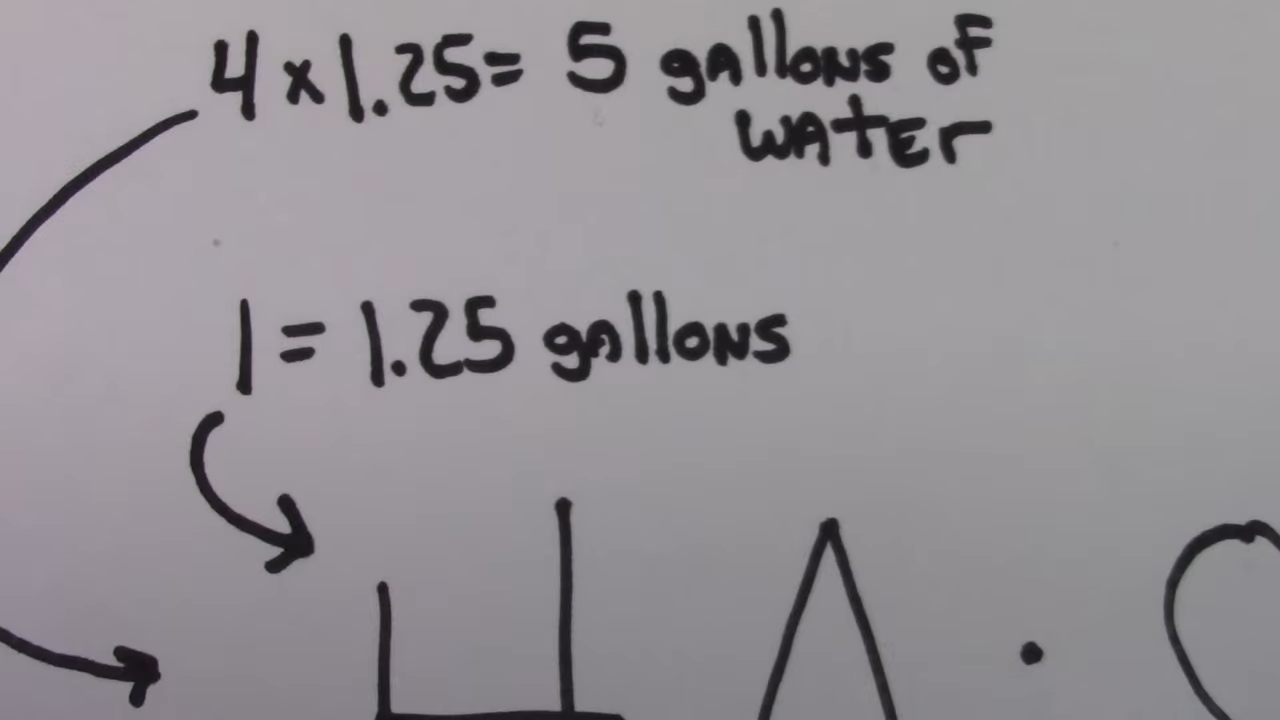 4 x 1.25 = 5 gallons of
water
1 = 1.25 gallons